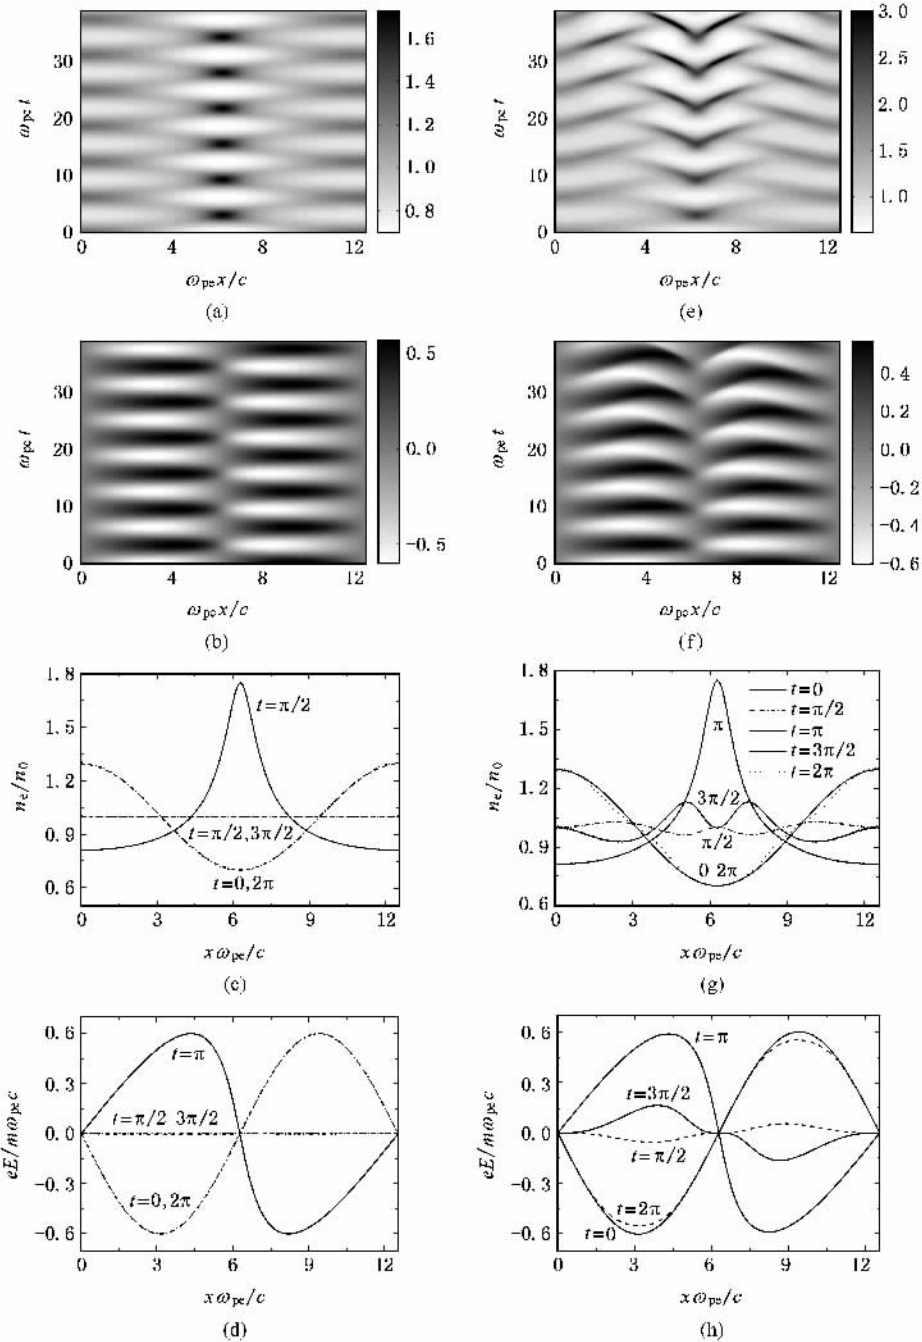 1.6
1.4
1.2
1.0
0.8
30
20
10
0
0 4 8 12
ω_pe t
ω_pe x/c
(a)
3.0
2.5
2.0
1.5
1.0
30
20
10
0
0 4 8 12
ω_pe t
ω_pe x/c
(e)
0.5
0.0
-0.5
30
20
10
0
0 4 8 12
ω_pe t
ω_pe x/c
(b)
0.4
0.2
0.0
-0.2
-0.4
-0.6
30
20
10
0
0 4 8 12
ω_pe t
ω_pe x/c
(f)
1.8
1.5
1.2
0.9
0.6
n_e/n_0
t=π/2
t=π/2,3π/2
t=0,2π
0 3 6 9 12
xω_pe/c
(c)
1.8
1.5
1.2
0.9
0.6
n_e/n_0
t=0
t=π/2
t=π
t=3π/2
t=2π
π
3π/2
π/2
0 2π
0 3 6 9 12
xω_pe/c
(g)
0.6
0.3
0.0
-0.3
-0.6
eE/mω_pe c
t=π
t=π/2 3π/2
t=0,2π
0 3 6 9 12
xω_pe/c
(d)
0.6
0.3
0.0
-0.3
-0.6
eE/mω_pe c
t=π
t=3π/2
t=π/2
t=2π
t=0
0 3 6 9 12
xω_pe/c
(h)